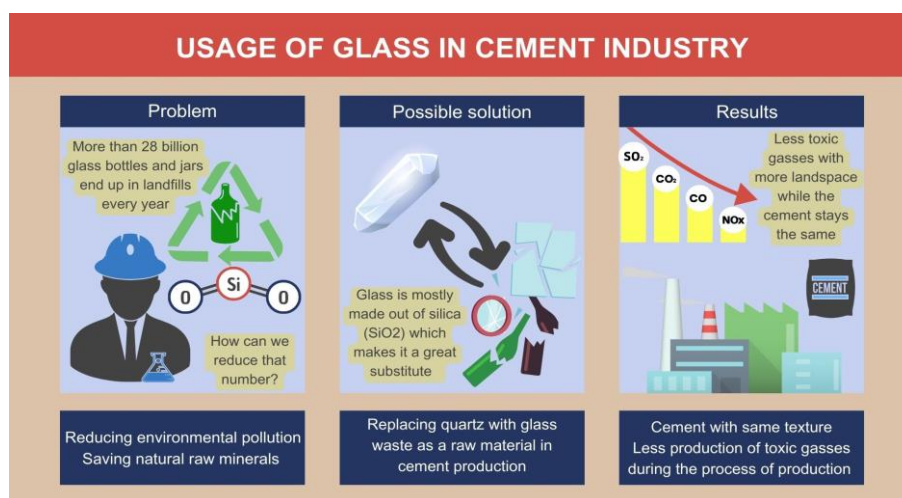 USAGE OF GLASS IN CEMENT INDUSTRY
Problem
More than 28 billion
glass bottles and jars
end up in landfills
every year
O
Si
O
How can we
reduce that
number?
Reducing environmental pollution
Saving natural raw minerals
Possible solution
Glass is mostly
made out of silica
(SiO2) which
makes it a great
substitute
Replacing quartz with glass
waste as a raw material in
cement production
Results
Less toxic
gasses with
more landspace
while the
cement stays
the same
SO₂
CO₂
CO
NOx
CEMENT
Cement with same texture
Less production of toxic gasses
during the process of production